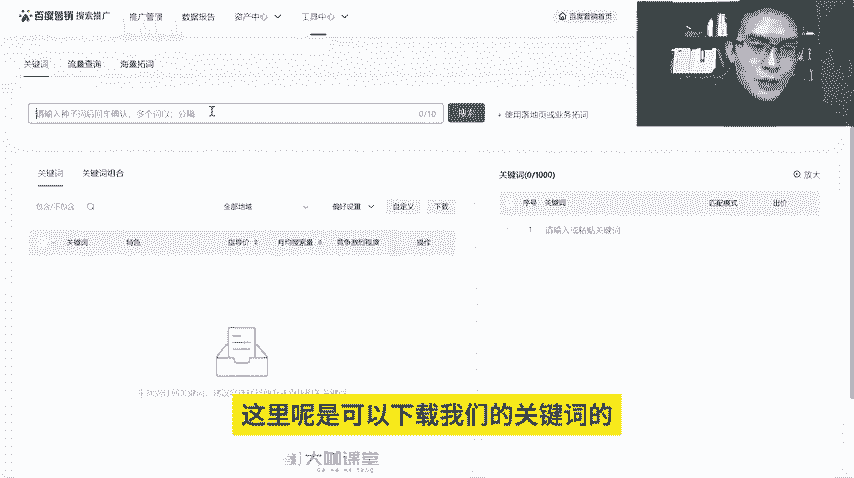 百度营销 搜索推广 推广管理 数据报告 资产中心 工具中心 百度营销首页
关键词 流量查询 海量拓词
请输入种子词后回车确认，多个词以；分隔 0/10 搜索 + 使用落地页或业务拓词
关键词 关键词组合 关键词(0/1000) 放大
包含/不包含 全部地域 偏好设置 自定义 下载
序号 关键词 匹配模式 出价
1 请输入或粘贴关键词
关键词 特色 指导价 月均搜索量 竞争激烈程度 操作
这里呢是可以下载我们的关键词的
大咖课堂